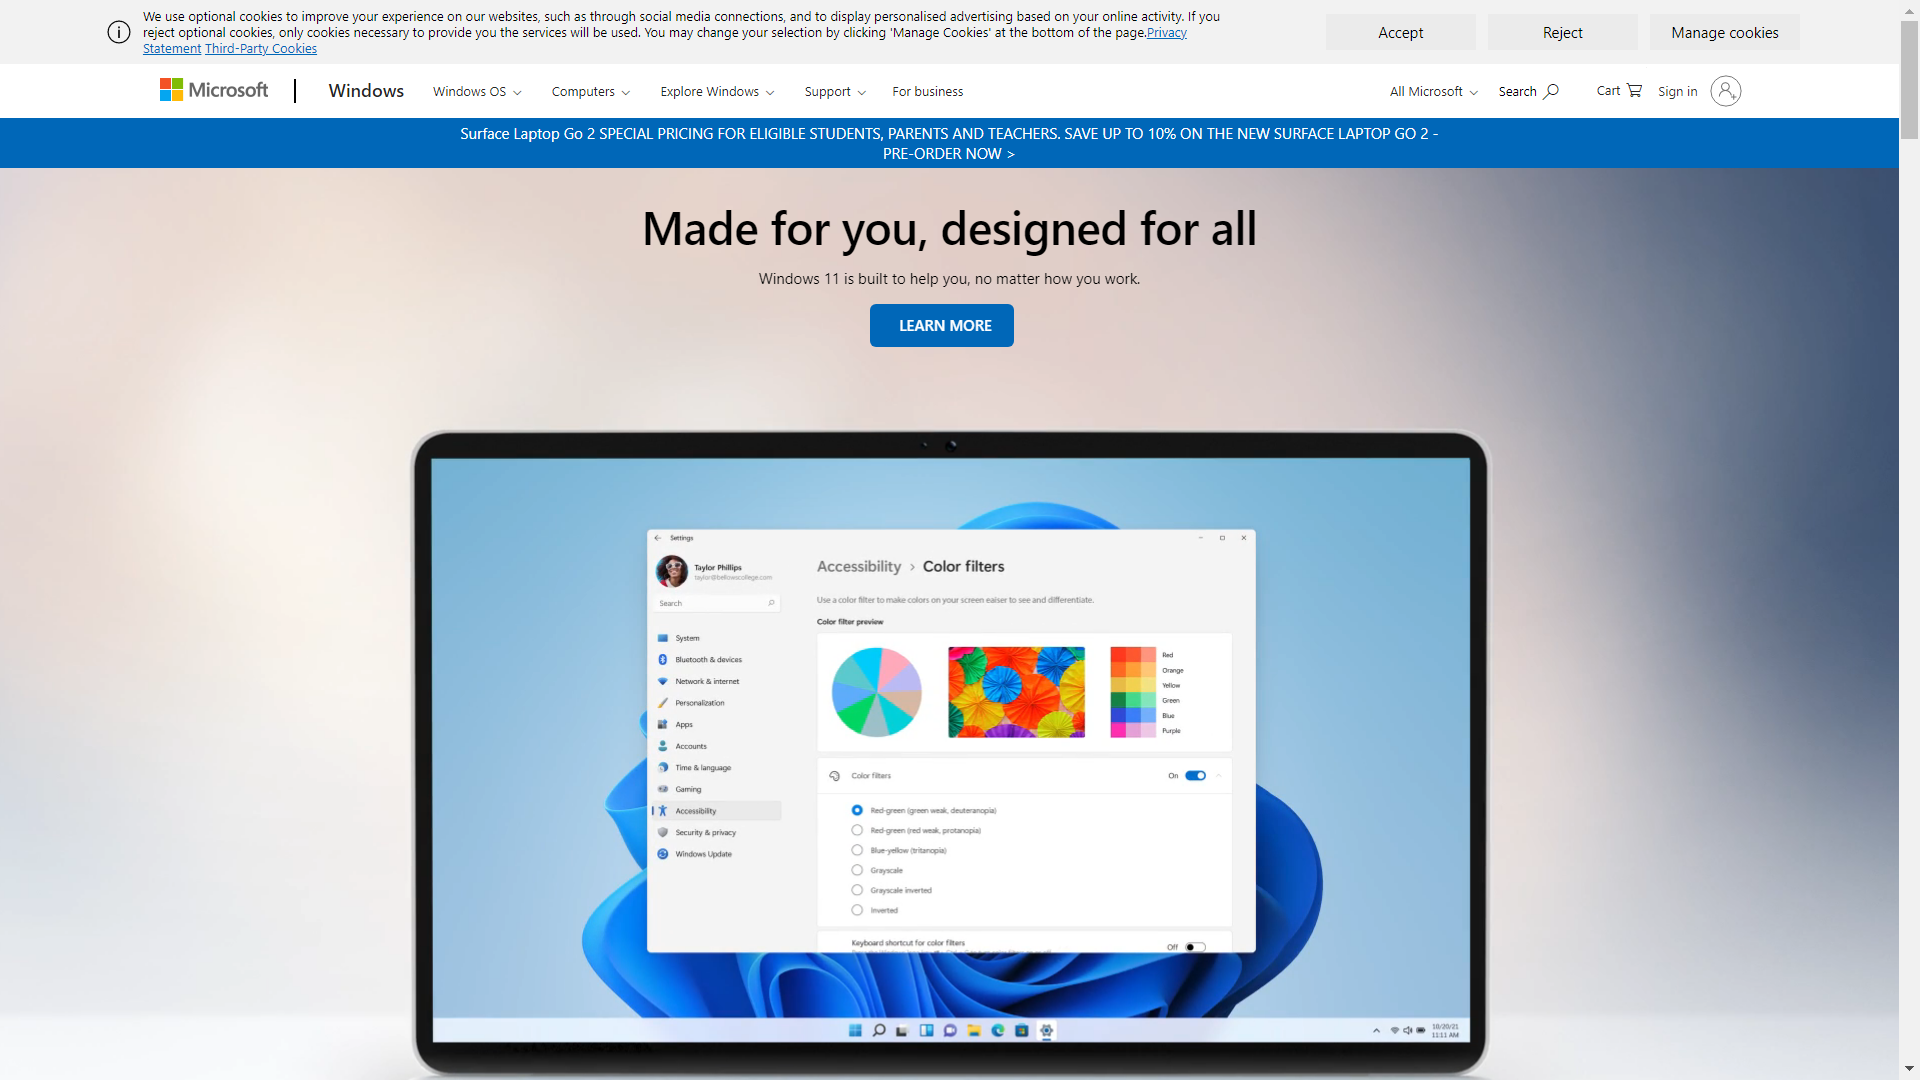 We use optional cookies to improve your experience on our websites, such as through social media connections, and to display personalised advertising based on your online activity. If you
reject optional cookies, only cookies necessary to provide you the services will be used. You may change your selection by clicking 'Manage Cookies' at the bottom of the page.Privacy
Statement Third-Party Cookies
Accept
Reject
Manage cookies
Microsoft
Windows
Windows OS
Computers
Explore Windows
Support
For business
All Microsoft
Search
Cart
Sign in
Surface Laptop Go 2 SPECIAL PRICING FOR ELIGIBLE STUDENTS, PARENTS AND TEACHERS. SAVE UP TO 10% ON THE NEW SURFACE LAPTOP GO 2 -
PRE-ORDER NOW >
Made for you, designed for all
Windows 11 is built to help you, no matter how you work.
LEARN MORE
Settings
Taylor Phillips
taylor@bellowscollege.com
Search
System
Bluetooth & devices
Network & internet
Personalization
Apps
Accounts
Time & language
Gaming
Accessibility
Security & privacy
Windows Update
Accessibility > Color filters
Use a color filter to make colors on your screen eaiser to see and differentiate.
Color filter preview
Red
Orange
Yellow
Green
Blue
Purple
Color filters
On
Red-green (green weak, deuteranopia)
Red-green (red weak, protanopia)
Blue-yellow (tritanopia)
Grayscale
Grayscale inverted
Inverted
Keyboard shortcut for color filters
Off
10/20/21
11:11 AM